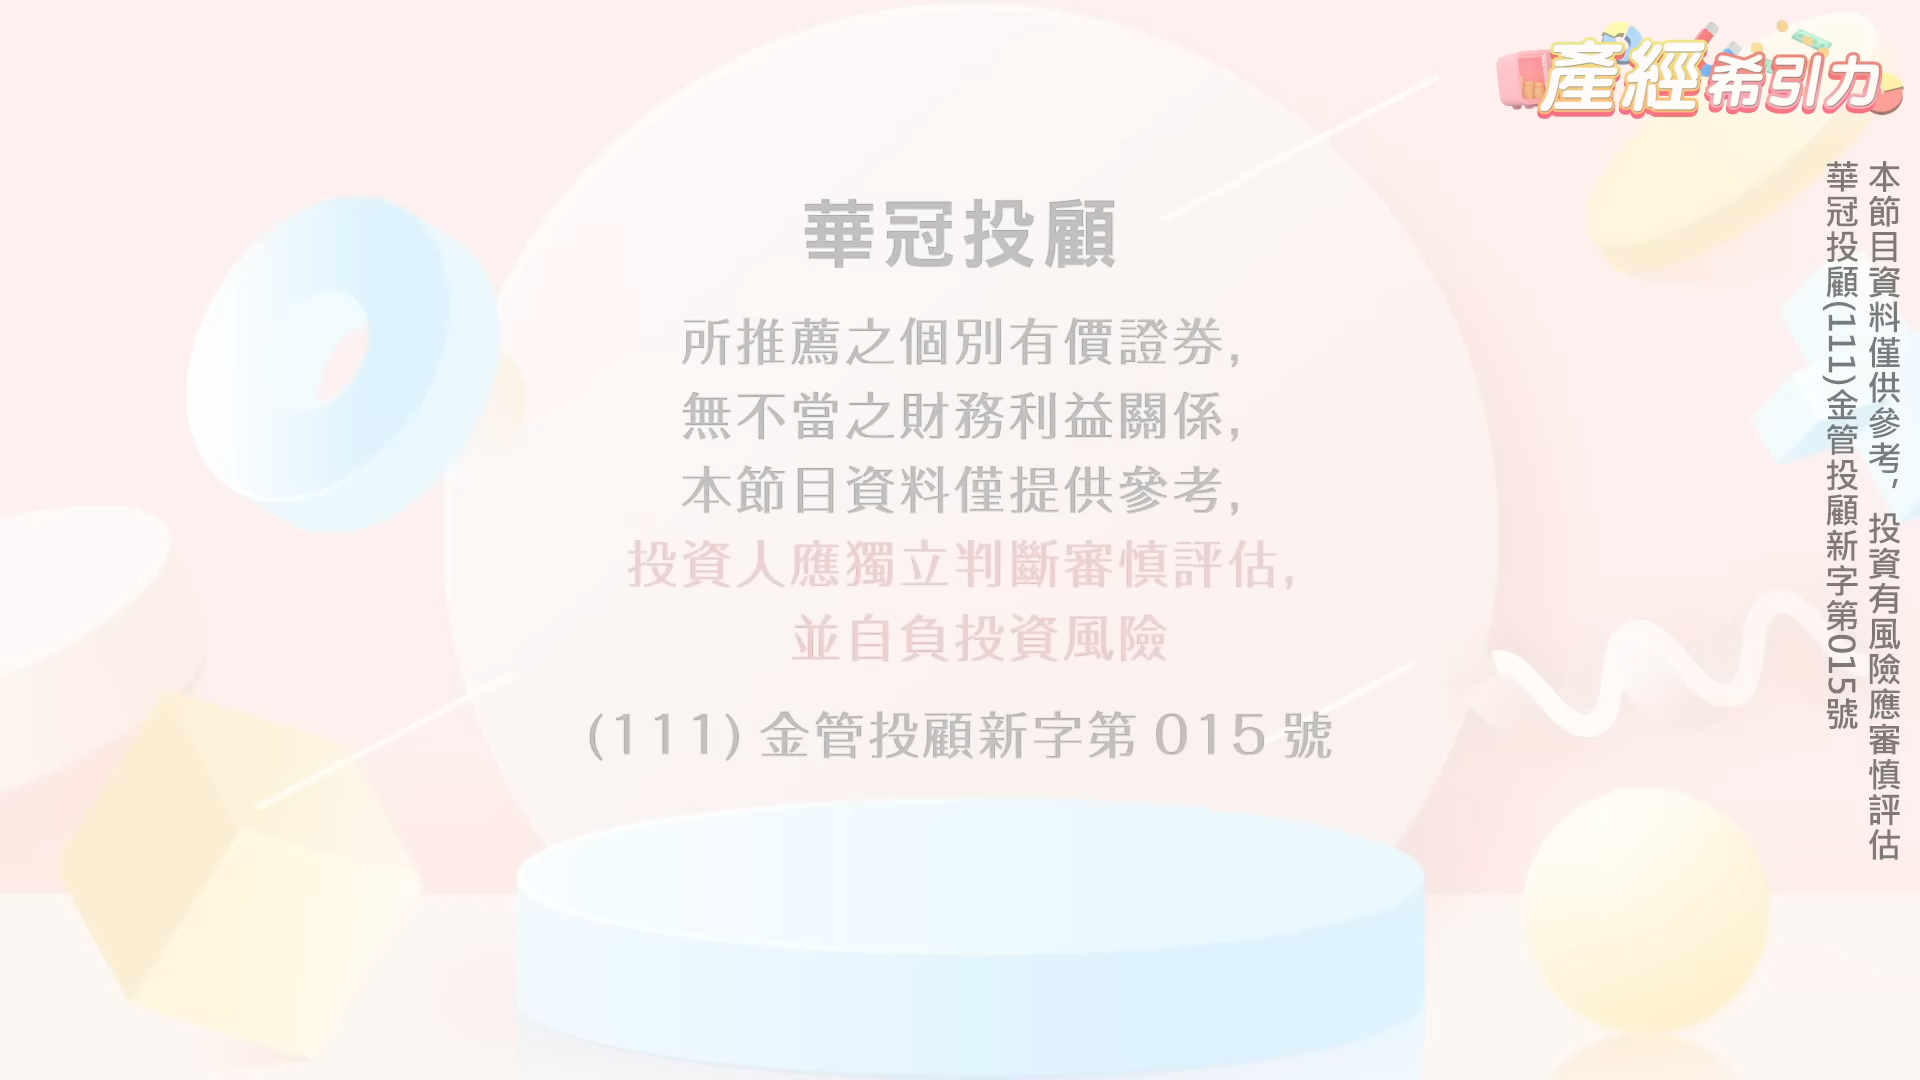 產經希引力
華冠投顧
所推薦之個別有價證券,
無不當之財務利益關係,
本節目資料僅提供參考,
投資人應獨立判斷審慎評估,
並自負投資風險
(111) 金管投顧新字第 015 號
本節目資料僅供參考，投資有風險應審慎評估
華冠投顧(111)金管投顧新字第015號